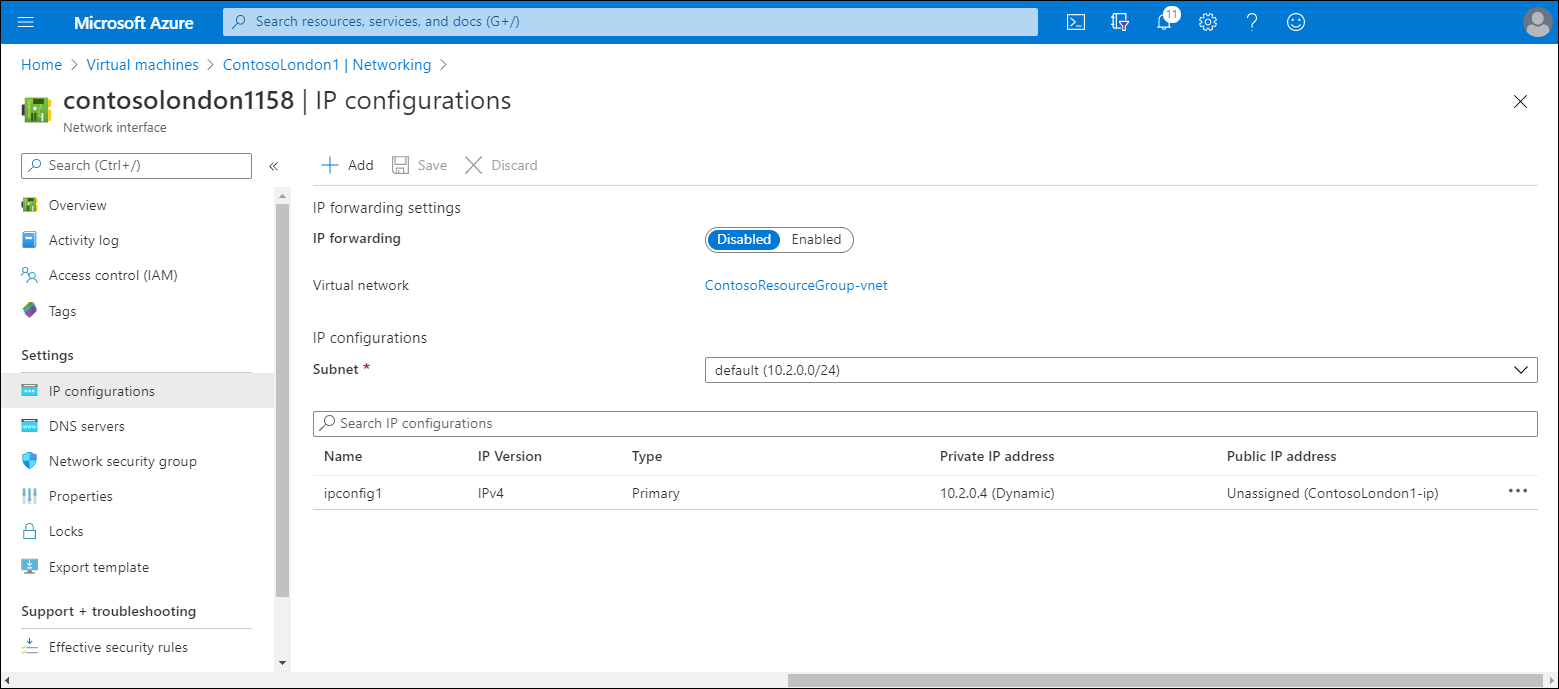 Microsoft Azure
Search resources, services, and docs (G+/)
11
Home > Virtual machines > ContosoLondon1 | Networking >
contosolondon1158 | IP configurations
Network interface
Search (Ctrl+/)
«
Add
Save
Discard
Overview
Activity log
Access control (IAM)
Tags
Settings
IP configurations
DNS servers
Network security group
Properties
Locks
Export template
Support + troubleshooting
Effective security rules
IP forwarding settings
IP forwarding
Disabled Enabled
Virtual network
ContosoResourceGroup-vnet
IP configurations
Subnet *
default (10.2.0.0/24)
Search IP configurations
Name IP Version Type Private IP address Public IP address
ipconfig1 IPv4 Primary 10.2.0.4 (Dynamic) Unassigned (ContosoLondon1-ip) ...